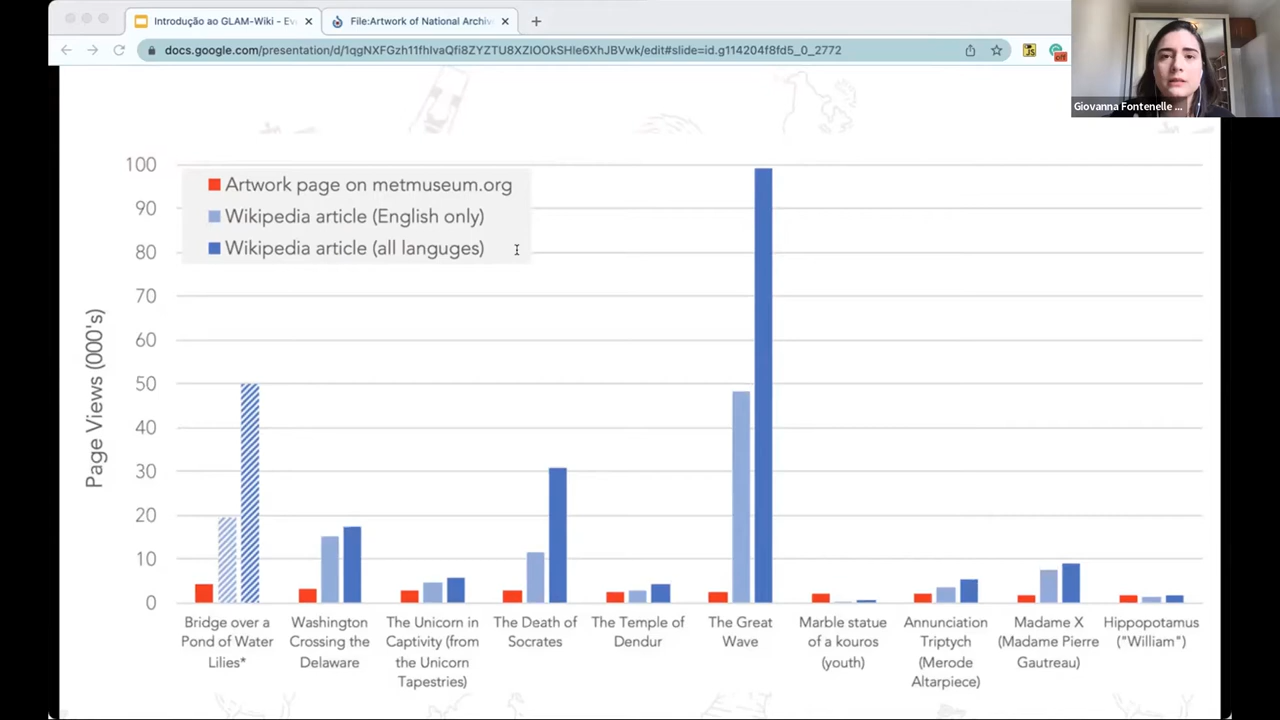 Introdução ao GLAM-Wiki - Ev
File:Artwork of National Archiv
docs.google.com/presentation/d/1qgNXFGzh11fhIvaQfi8ZYZTU8XZIOOkSHle6XhJBVwk/edit#slide=id.g114204f8fd5_0_2772
Giovanna Fontenelle ...
100
90
80
70
60
50
40
30
20
10
0
Page Views (000's)
Artwork page on metmuseum.org
Wikipedia article (English only)
Wikipedia article (all languges)
Bridge over a
Pond of Water
Lilies*
Washington
Crossing the
Delaware
The Unicorn in
Captivity (from
the Unicorn
Tapestries)
The Death of
Socrates
The Temple of
Dendur
The Great
Wave
Marble statue
of a kouros
(youth)
Annunciation
Triptych
(Merode
Altarpiece)
Madame X
(Madame Pierre
Gautreau)
Hippopotamus
("William")